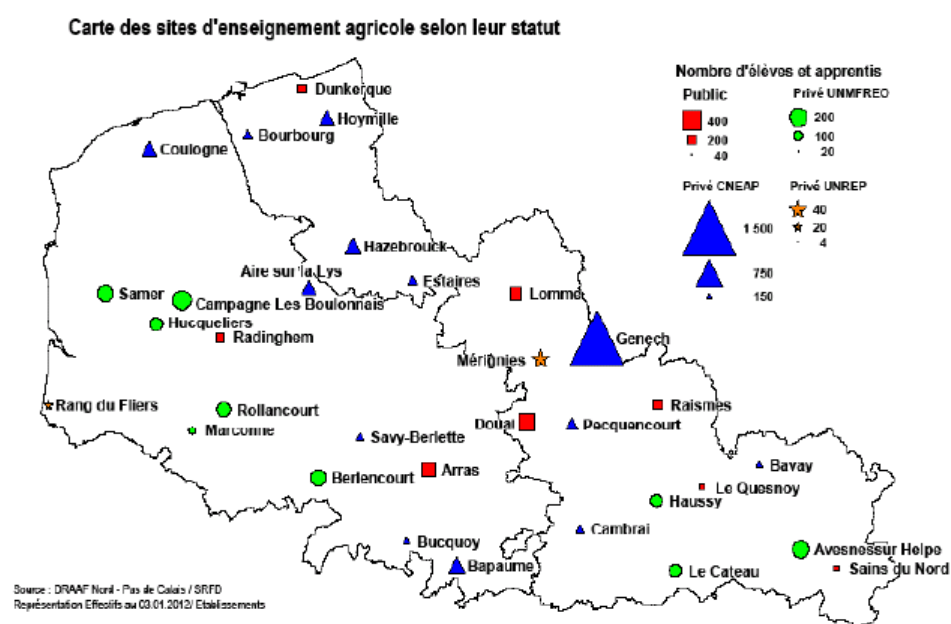 Carte des sites d'enseignement agricole selon leur statut
Nombre d'élèves et apprentis
Public
Privé UNMFREO
400
200
200
100
40
20
Privé CNEAP
Privé UNREP
1 500
40
20
4
750
150
Dunkerque
Hoymille
Bourbourg
Coulogne
Hazebrouck
Aire sur la Lys
Estaires
Samer
Campagne Les Boulonnais
Lomme
Hucqueliers
Radinghem
Genech
Mérignies
Rang du Fliers
Rollancourt
Raismes
Marconne
Douai
Pecquencourt
Savy-Berlette
Berlencourt
Arras
Bavay
Le Quesnoy
Haussy
Cambrai
Bucquoy
Bapaume
Avesnessur Helpe
Le Cateau
Sains du Nord
Source : DRAAF Nord - Pas de Calais / SRFD
Représentation Effectifs au 03.01.2012/ Etablissements